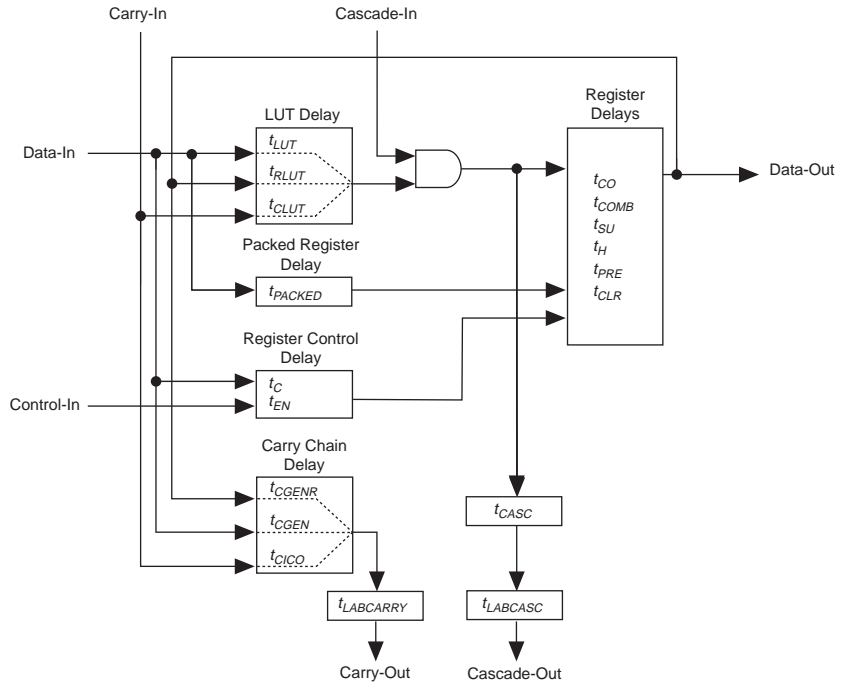 Carry-In
Cascade-In
LUT Delay
Register
Delays
Data-In
tLUT
tRLUT
tCLUT
Data-Out
tCO
tCOMB
tSU
tH
tPRE
tCLR
Packed Register
Delay
tPACKED
Register Control
Delay
tC
tEN
Control-In
Carry Chain
Delay
tCGENR
tCGEN
tCICO
tCASC
tLABCARRY
tLABCASC
Carry-Out
Cascade-Out